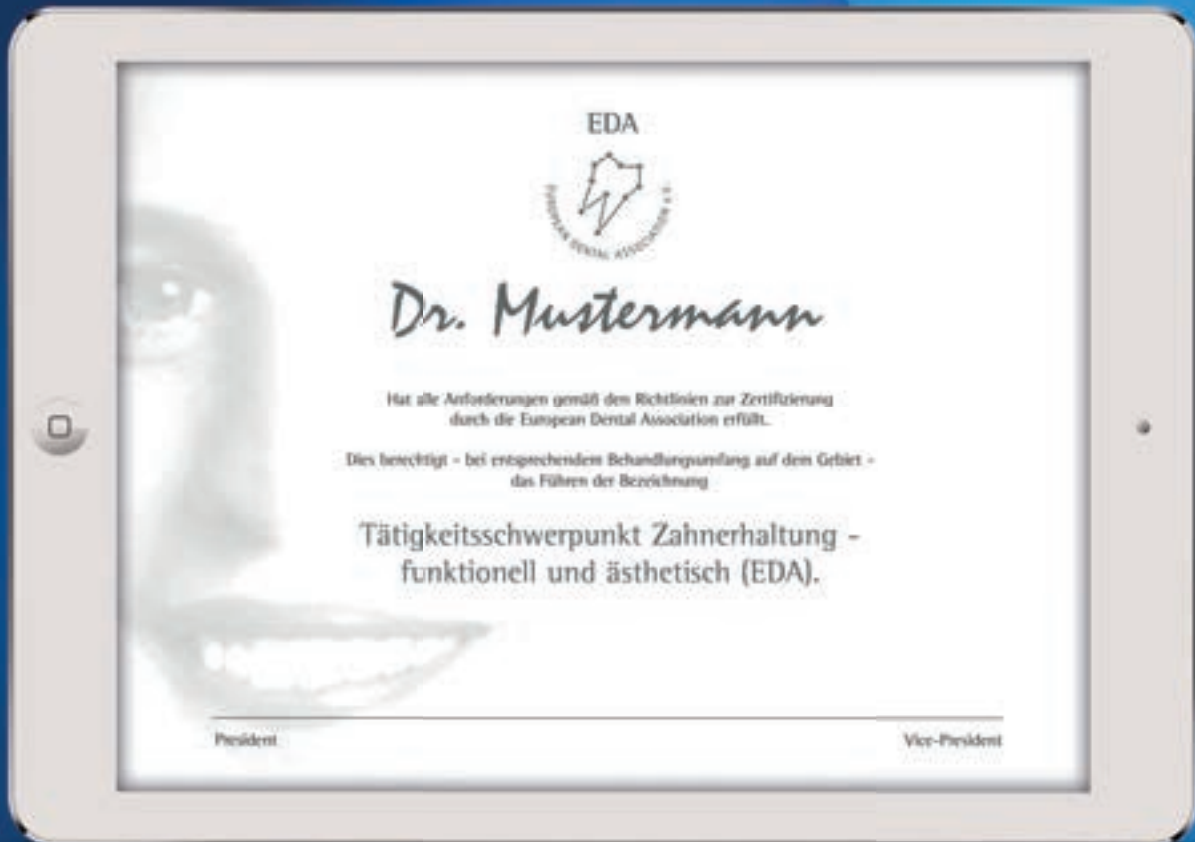 EDA
EUROPEAN DENTAL ASSOCIATION e.V.
Dr. Mustermann
Hat alle Anforderungen gemäß den Richtlinien zur Zertifizierung
durch die European Dental Association erfüllt.
Dies berechtigt – bei entsprechendem Behandlungsumfang auf dem Gebiet –
das Führen der Bezeichnung
Tätigkeitsschwerpunkt Zahnerhaltung –
funktionell und ästhetisch (EDA).
President
Vice-President